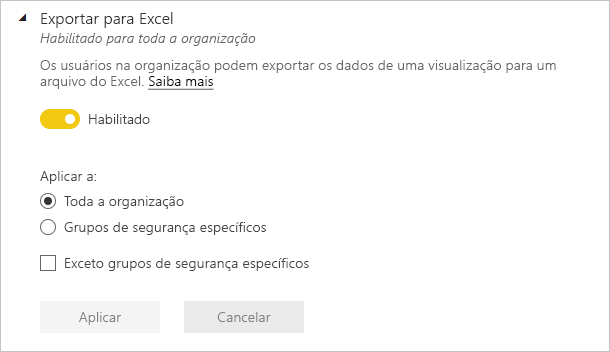 Exportar para Excel
Habilitado para toda a organização
Os usuários na organização podem exportar os dados de uma visualização para um
arquivo do Excel. Saiba mais
Habilitado
Aplicar a:
Toda a organização
Grupos de segurança específicos
Exceto grupos de segurança específicos
Aplicar
Cancelar